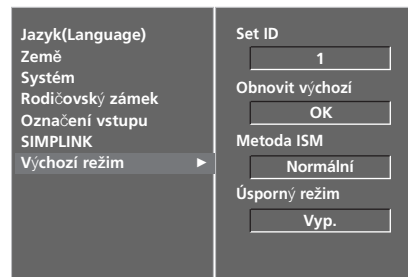 Jazyk(Language)
Země
Systém
Rodičovský zámek
Označení vstupu
SIMPLINK
Výchozí režim ►
Set ID
1
Obnovit výchozí
OK
Metoda ISM
Normální
Úsporný režim
Vyp.